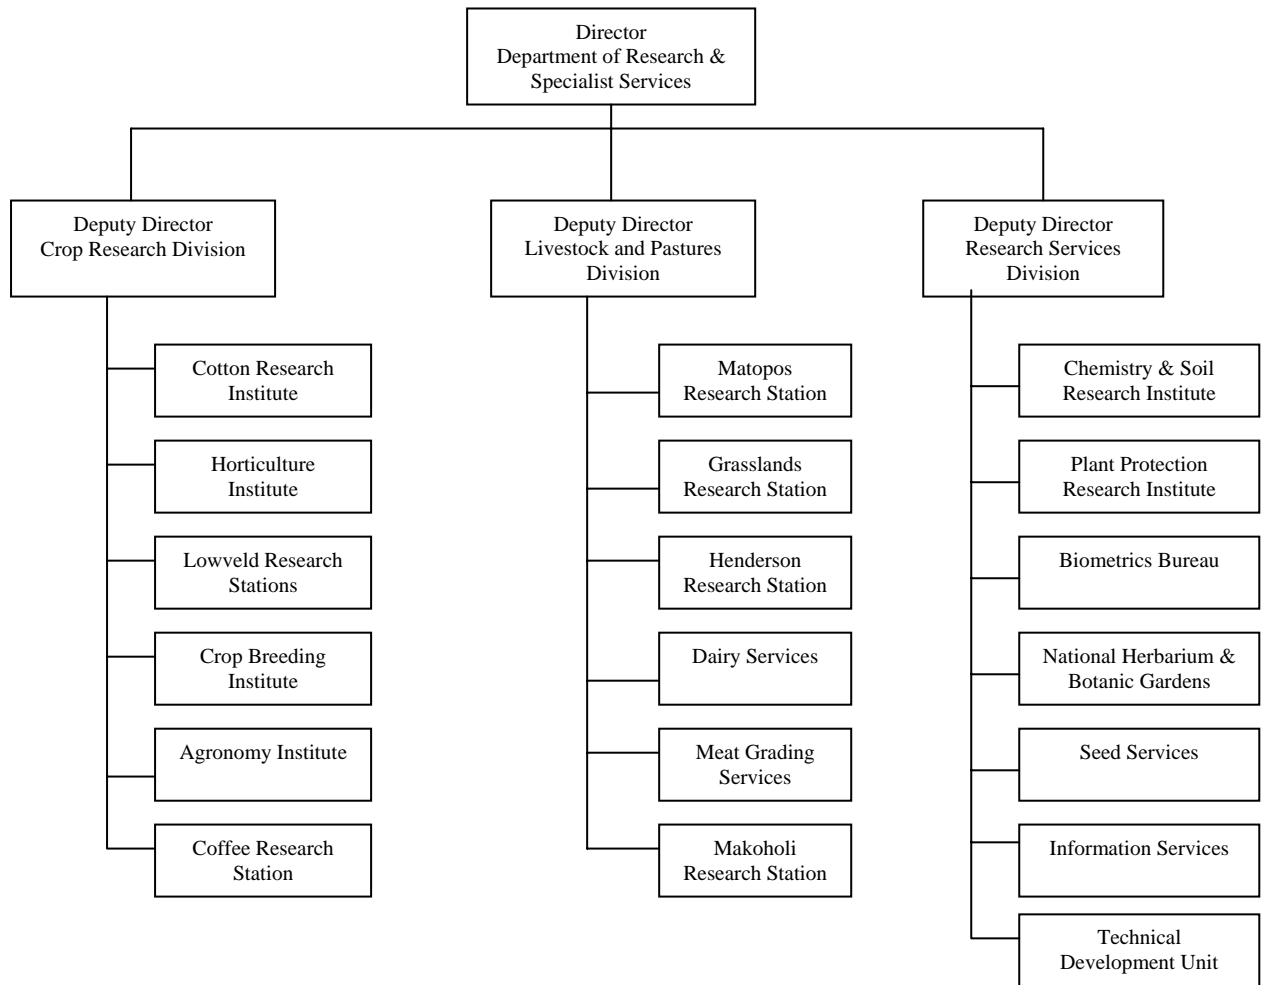 Director
Department of Research &
Specialist Services
Deputy Director
Crop Research Division
Deputy Director
Livestock and Pastures
Division
Deputy Director
Research Services
Division
Cotton Research
Institute
Horticulture
Institute
Lowveld Research
Stations
Crop Breeding
Institute
Agronomy Institute
Coffee Research
Station
Matopos
Research Station
Grasslands
Research Station
Henderson
Research Station
Dairy Services
Meat Grading
Services
Makoholi
Research Station
Chemistry & Soil
Research Institute
Plant Protection
Research Institute
Biometrics Bureau
National Herbarium &
Botanic Gardens
Seed Services
Information Services
Technical
Development Unit